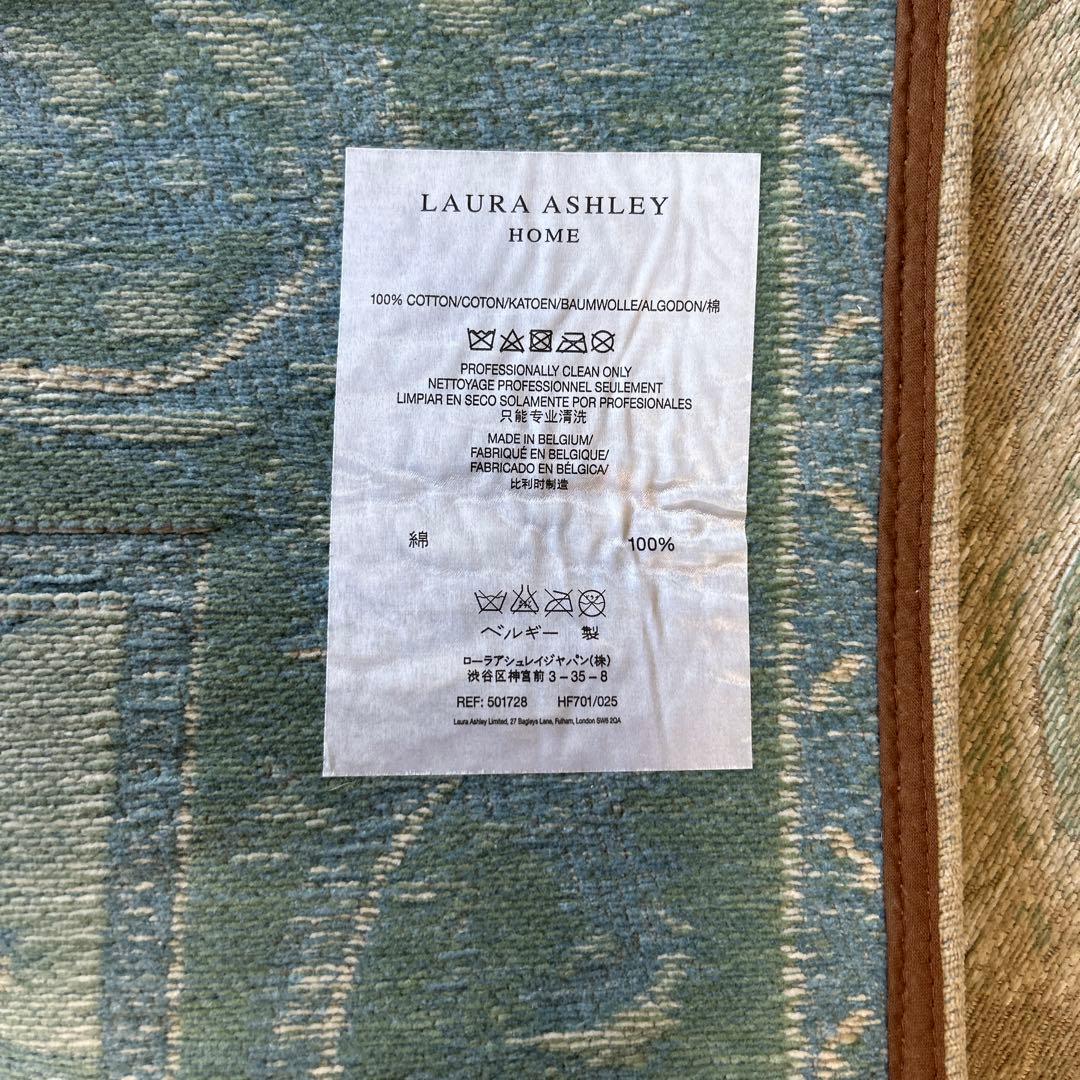 LAURA ASHLEY
HOME
100% COTTON/COTON/KATOEN/BAUMWOLLE/ALGODON/棉
PROFESSIONALLY CLEAN ONLY
NETTOYAGE PROFESSIONNEL SEULEMENT
LIMPIAR EN SECO SOLAMENTE POR PROFESIONALES
只能专业清洗
MADE IN BELGIUM/
FABRIQUÉ EN BELGIQUE/
FABRICADO EN BÉLGICA/
比利时制造
綿 100%
ベルギー 製
ローラアシュレイジャパン(株)
渋谷区神宮前3-35-8
REF: 501728 HF701/025
Laura Ashley Limited, 27 Bagleys Lane, Fulham, London SW6 2QA